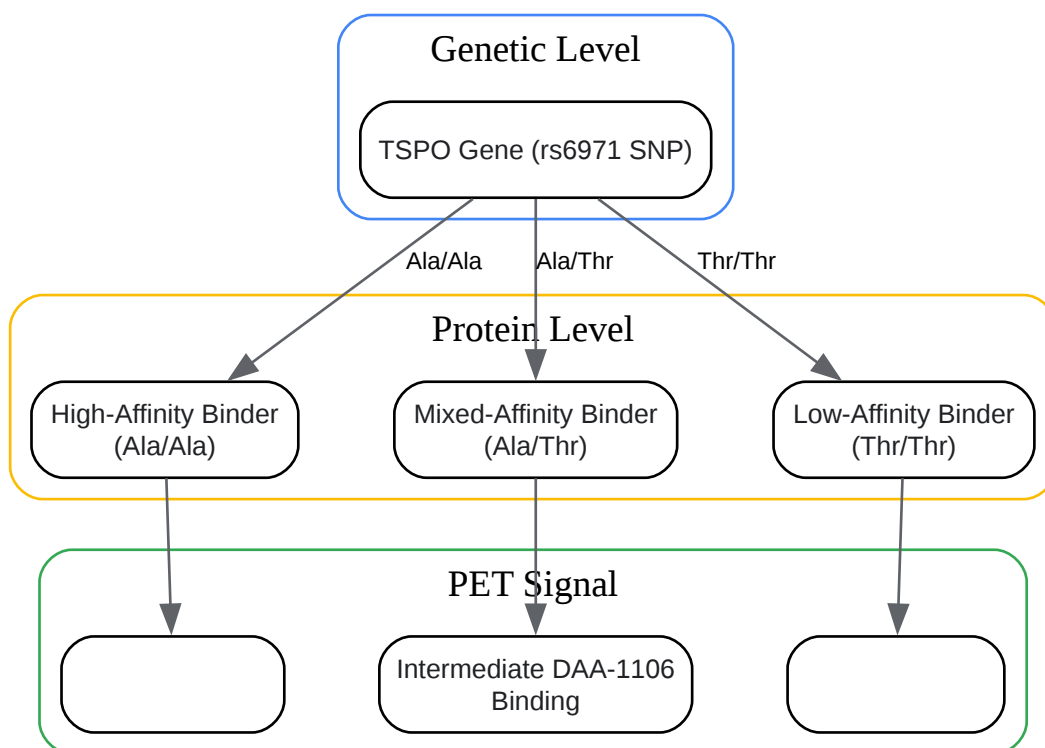 Genetic Level
TSPO Gene (rs6971 SNP)
Ala/Ala
Ala/Thr
Thr/Thr
Protein Level
High-Affinity Binder
(Ala/Ala)
Mixed-Affinity Binder
(Ala/Thr)
Low-Affinity Binder
(Thr/Thr)
PET Signal
Intermediate DAA-1106
Binding